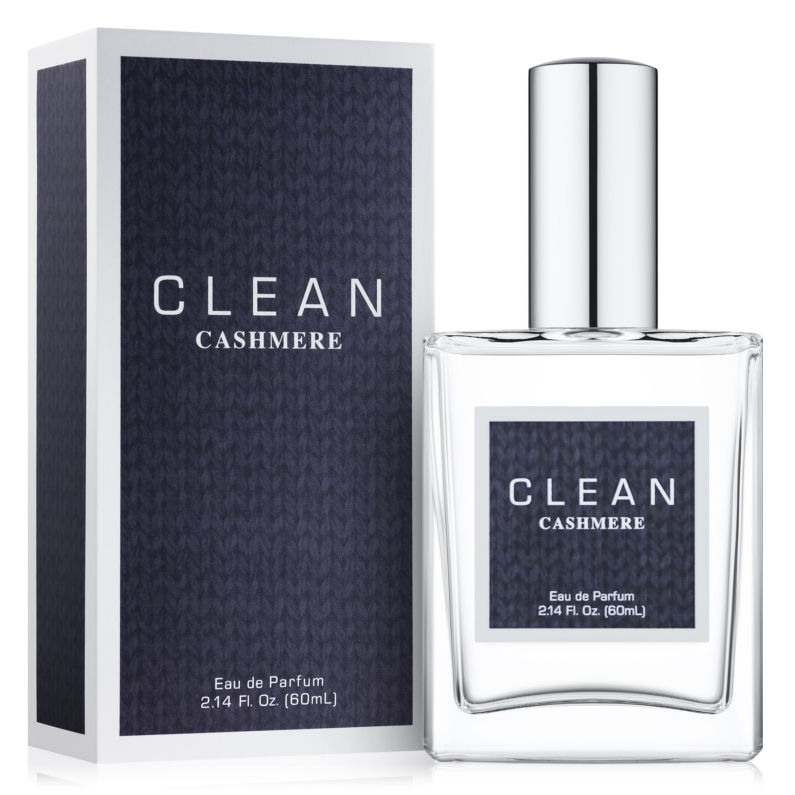 CLEAN
CASHMERE
Eau de Parfum
2.14 Fl. Oz. (60mL)
CLEAN
CASHMERE
Eau de Parfum
2.14 Fl. Oz. (60mL)